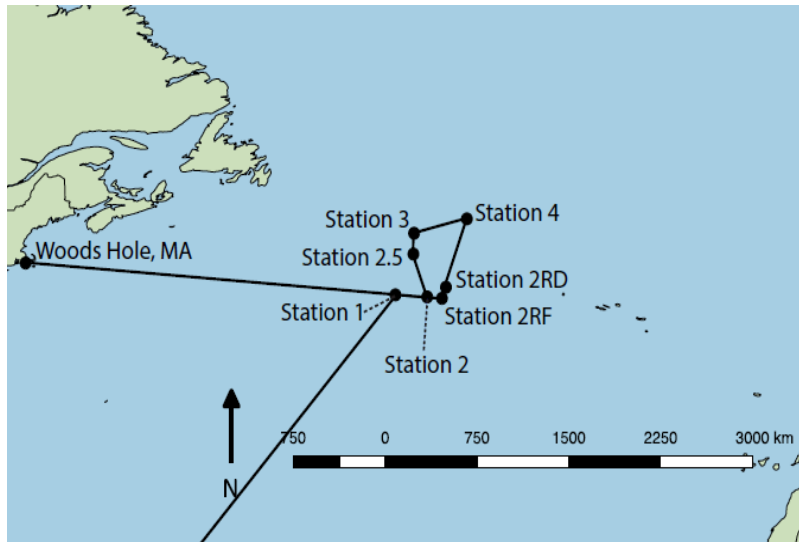 Station 3
Station 4
Woods Hole, MA
Station 2.5
Station 2RD
Station 1
Station 2RF
Station 2
750 0 750 1500 2250 3000 km
N